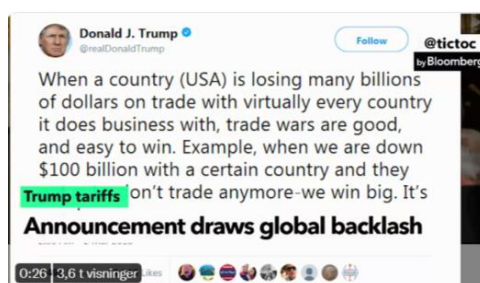 Donald J. Trump
@realDonaldTrump
Follow
@tictoc
by Bloomberg
When a country (USA) is losing many billions
of dollars on trade with virtually every country
it does business with, trade wars are good,
and easy to win. Example, when we are down
$100 billion with a certain country and they
on't trade anymore-we win big. It's
Trump tariffs
Announcement draws global backlash
0:26
3,6 t visninger
Likes